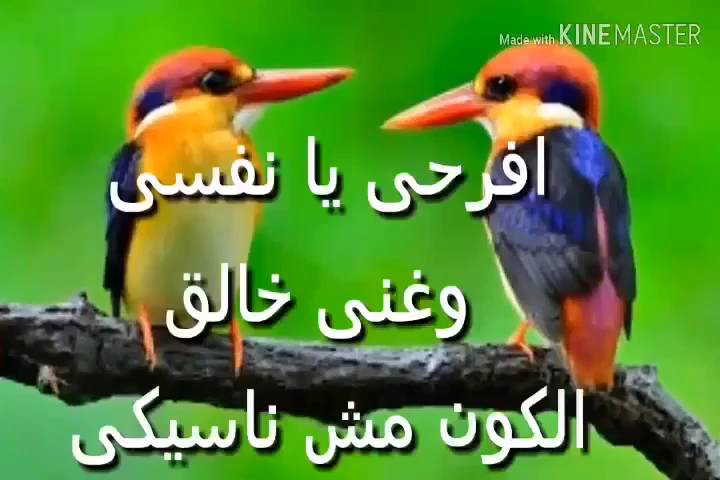 Made with KINEMASTER
افرحى يا نفسى
وغنى خالق
الكون مش ناسيكى